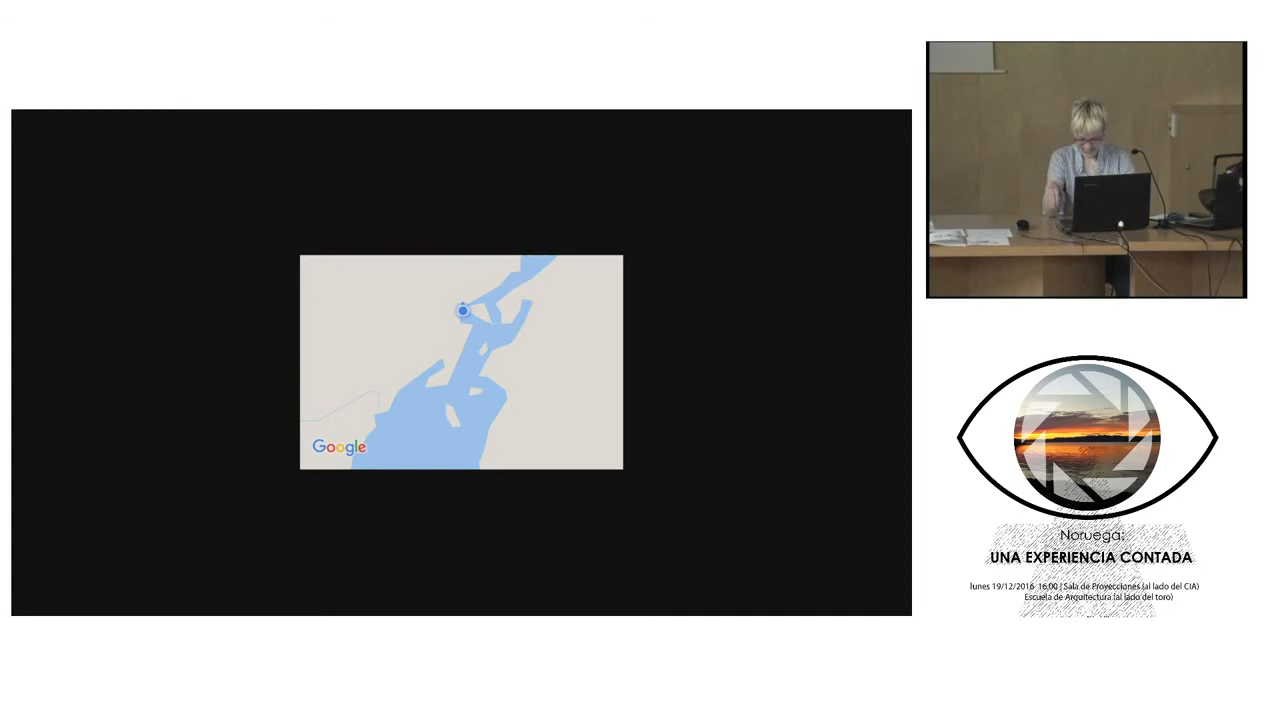 Google
Noruega:
UNA EXPERIENCIA CONTADA
lunes 19/12/2016 16:00 | Sala de Proyecciones (al lado del CIA)
Escuela de Arquitectura (al lado del toro)